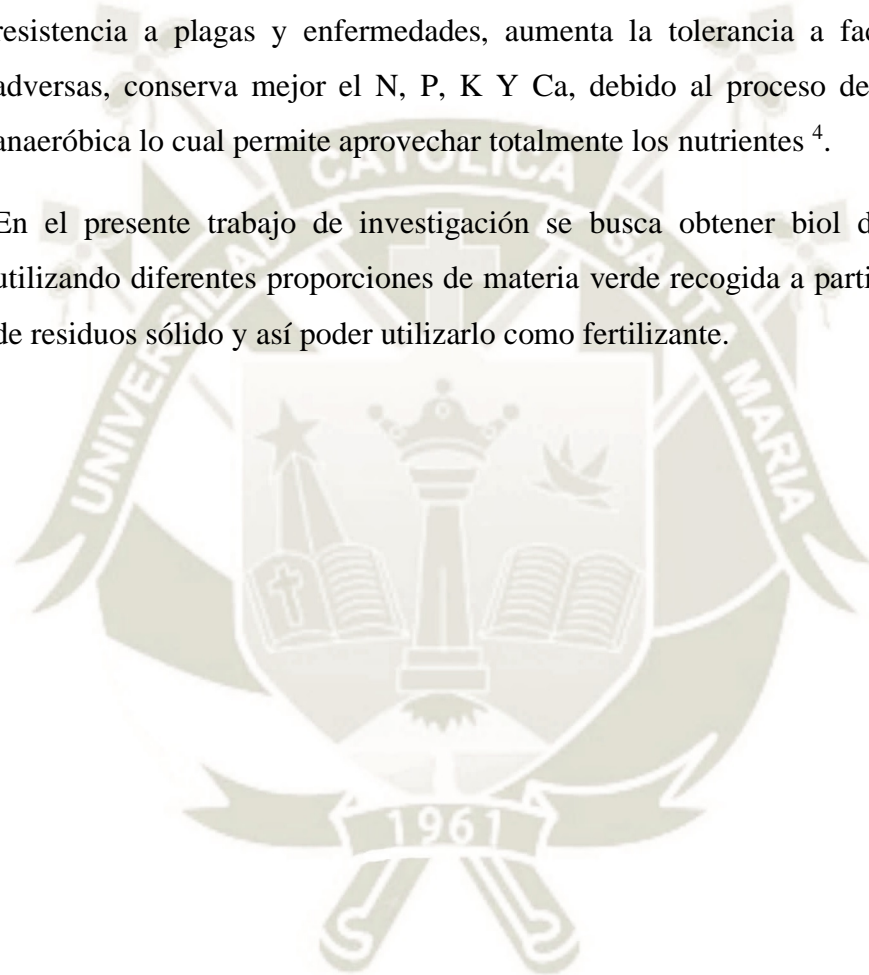 resistencia a plagas y enfermedades, aumenta la tolerancia a
adversas, conserva mejor el N, P, K Y Ca, debido al proceso de
anaeróbica lo cual permite aprovechar totalmente los nutrientes 4.
En el presente trabajo de investigación se busca obtener biol
utilizando diferentes proporciones de materia verde recogida a
de residuos sólido y así poder utilizarlo como fertilizante.
UNIVERSIDAD CATOLICA SANTA MARIA
1961